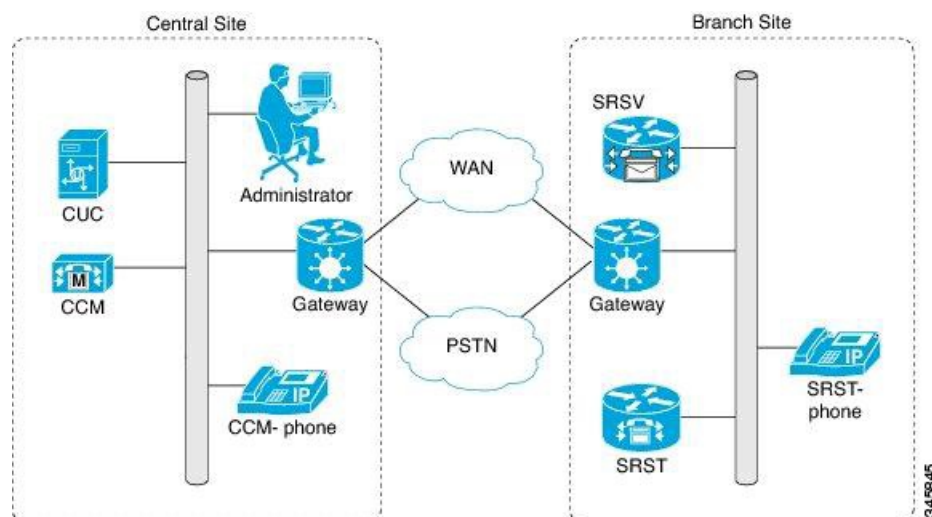 Central Site
Branch Site
SRSV
WAN
Administrator
CUC
M
CCM
Gateway
Gateway
PSTN
IP
CCM- phone
IP
SRST-
phone
SRST
345845